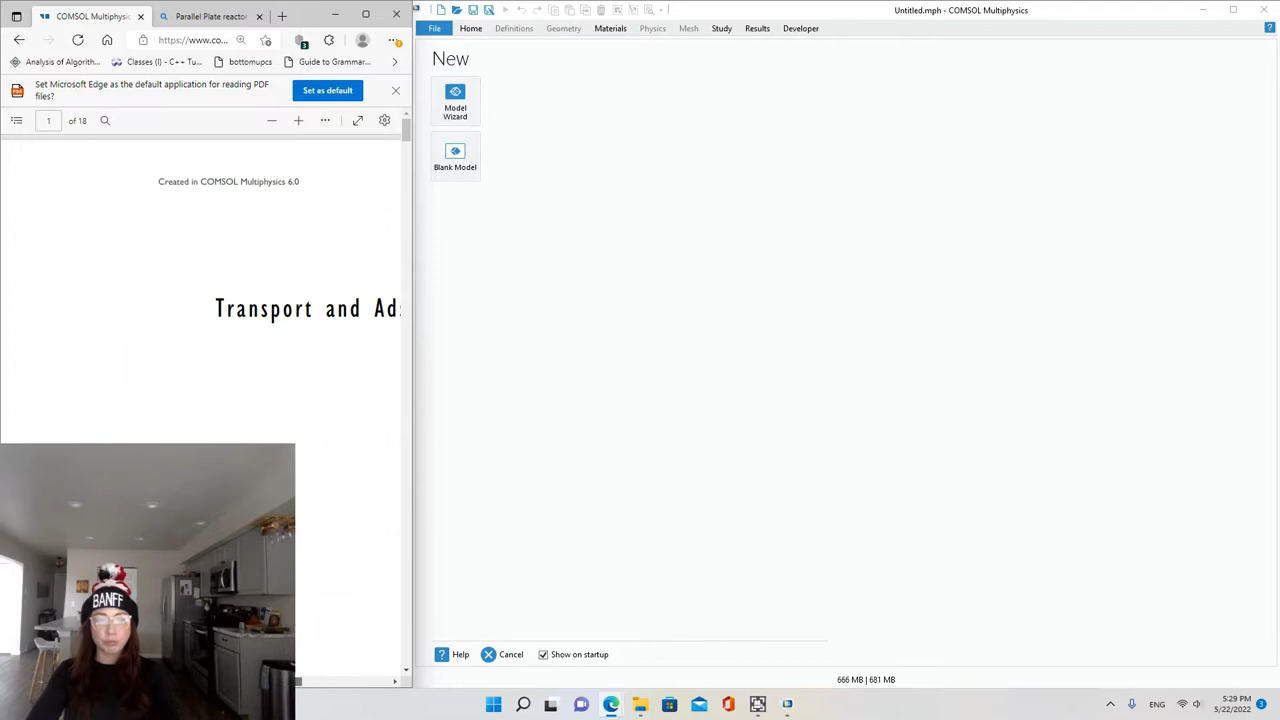 COMSOL Multiphysic
Parallel Plate reactor
https://www.co...
3
Analysis of Algorith...
Classes (I) - C++ Tu...
bottomupcs
Guide to Grammar...
Set Microsoft Edge as the default application for reading PDF
files?
Set as default
1
of 18
Created in COMSOL Multiphysics 6.0
Transport and Ad
BANFF
Untitled.mph - COMSOL Multiphysics
File
Home
Definitions
Geometry
Materials
Physics
Mesh
Study
Results
Developer
New
Model
Wizard
Blank Model
Help
Cancel
Show on startup
666 MB | 681 MB
ENG
5:29 PM
5/22/2022
3